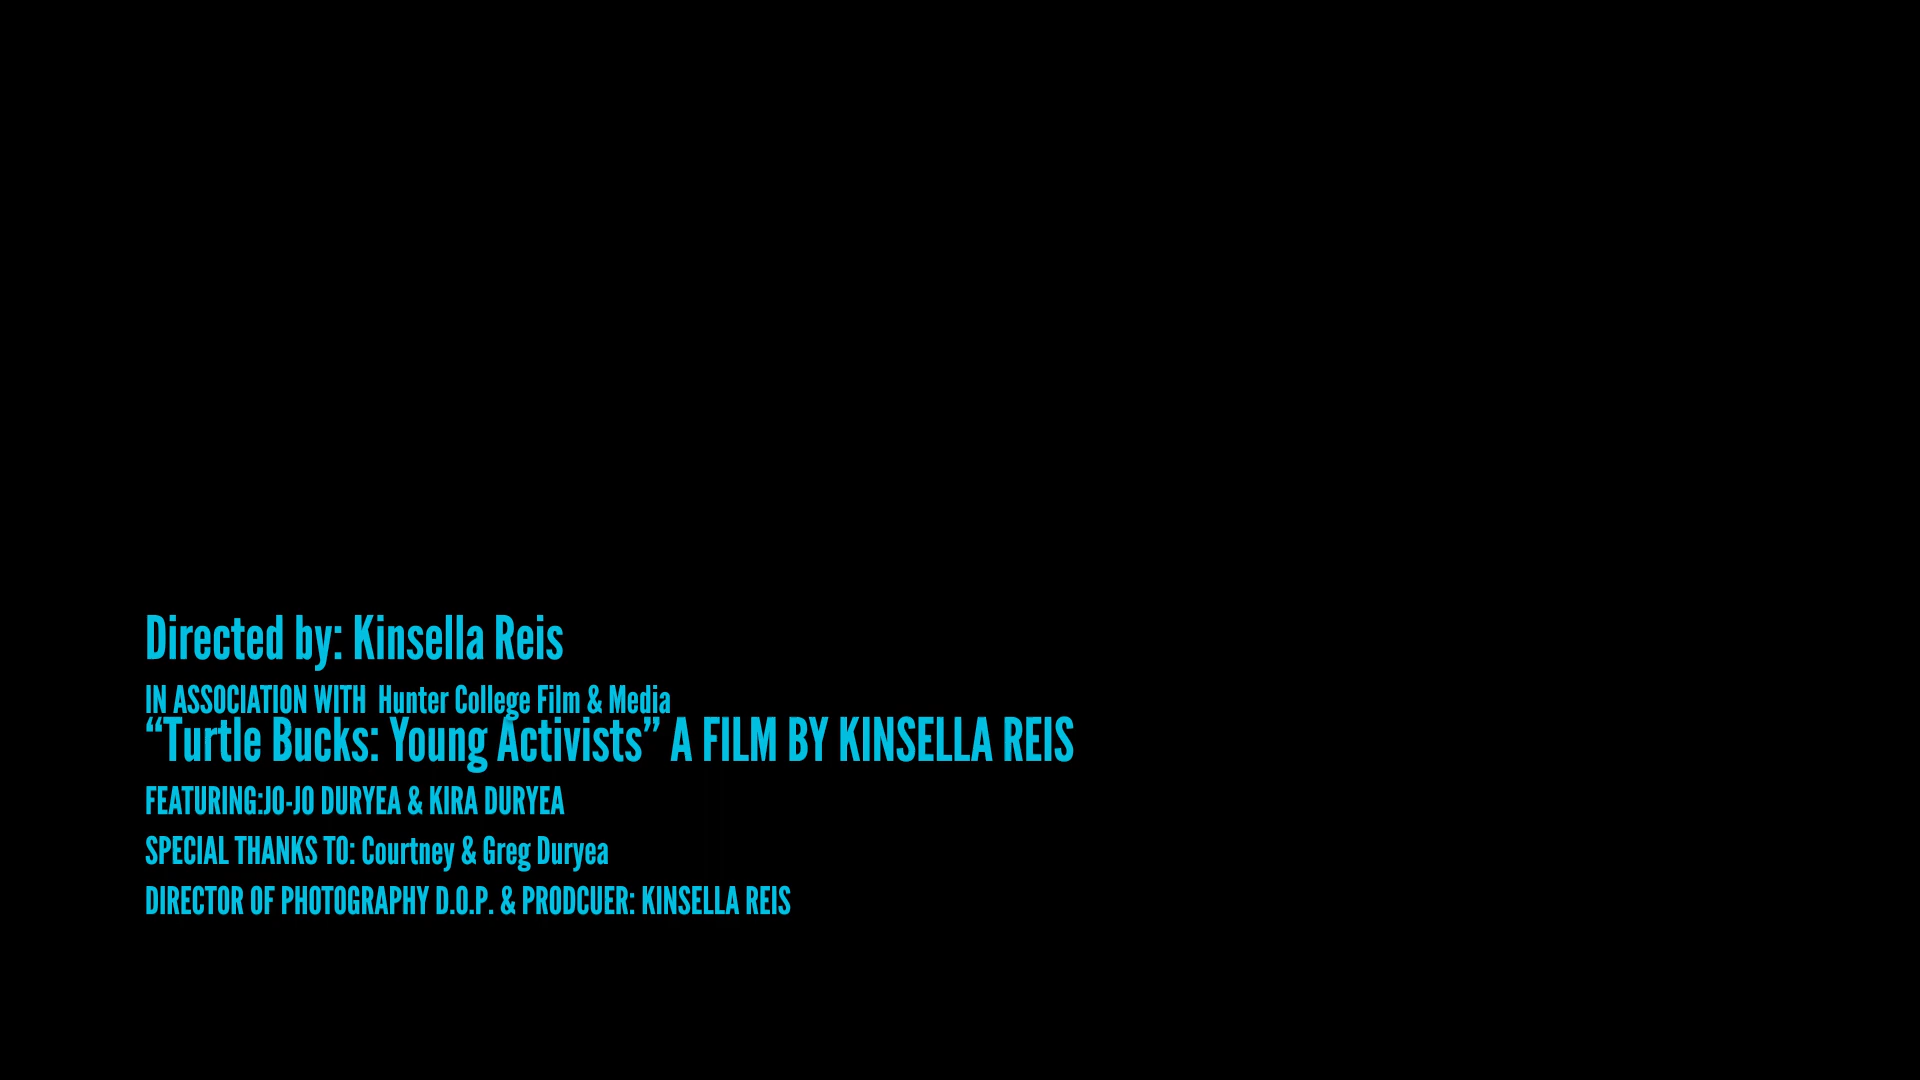 Directed by: Kinsella Reis
IN ASSOCIATION WITH  Hunter College Film & Media
“Turtle Bucks: Young Activists” A FILM BY KINSELLA REIS
FEATURING:JO-JO DURYEA & KIRA DURYEA
SPECIAL THANKS TO: Courtney & Greg Duryea
DIRECTOR OF PHOTOGRAPHY D.O.P. & PRODCUER: KINSELLA REIS